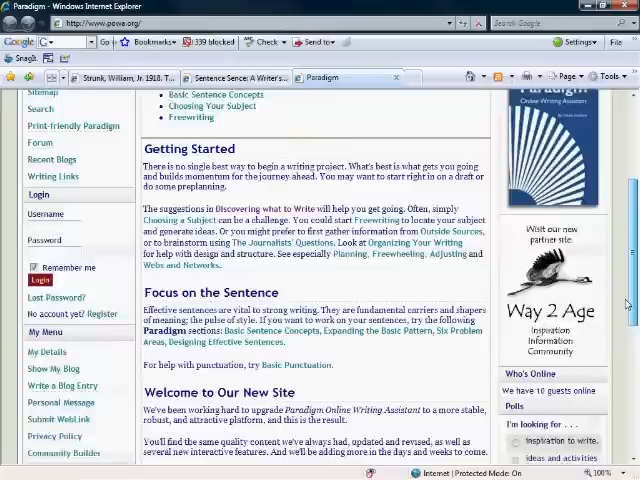 Paradigm - Windows Internet Explorer
http://www.powa.org/
Search Google
Google
G
Go
Bookmarks
339 blocked
Check
Send to
Settings
File
SnagIt
Strunk, William, Jr. 1918. T...
Sentence Sence: A Writer's...
Paradigm
Page
Tools
Sitemap
Search
Print-friendly Paradigm
Forum
Recent Blogs
Writing Links
Login
Username
Password
Remember me
Login
Lost Password?
No account yet? Register
My Menu
My Details
Show My Blog
Write a Blog Entry
Personal Message
Submit WebLink
Privacy Policy
Community Builder
Basic Sentence Concepts
Choosing Your Subject
Freewriting
Getting Started
There is no single best way to begin a writing project. What's best is what gets you going
and builds momentum for the journey ahead. You may want to start right in on a draft or
do some preplanning.
The suggestions in Discovering what to Write will help you get going. Often, simply
Choosing a Subject can be a challenge. You could start Freewriting to locate your subject
and generate ideas. Or you might prefer to first gather information from Outside Sources,
or to brainstorm using The Journalists' Questions. Look at Organizing Your Writing
for help with design and structure. See especially Planning, Freewheeling, Adjusting and
Webs and Networks.
Focus on the Sentence
Effective sentences are vital to strong writing. They are fundamental carriers and shapers
of meaning; the pulse of style. If you want to work on your sentences, try the following
Paradigm sections: Basic Sentence Concepts, Expanding the Basic Pattern, Six Problem
Areas, Designing Effective Sentences.
For help with punctuation, try Basic Punctuation.
Welcome to Our New Site
We've been working hard to upgrade Paradigm Online Writing Assistant to a more stable,
robust, and attractive platform, and this is the result.
You'll find the same quality content we've always had, updated and revised, as well as
several new interactive features. And we'll be adding more in the days and weeks to come.
Paradigm
Online Writing Assistant
Visit our new
partner site.
Way 2 Age
Inspiration
Information
Community
Who's Online
We have 10 guests online
Polls
I'm looking for . . .
inspiration to write.
ideas and activities
Internet | Protected Mode: On
100%